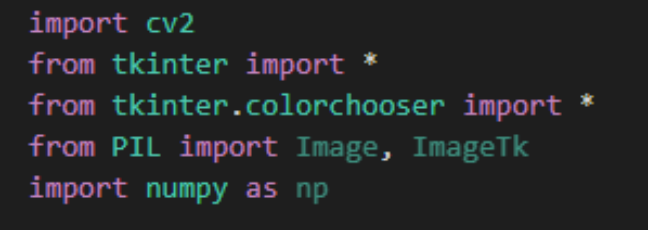 import cv2
from tkinter import *
from tkinter.colorchooser import *
from PIL import Image, ImageTk
import numpy as np